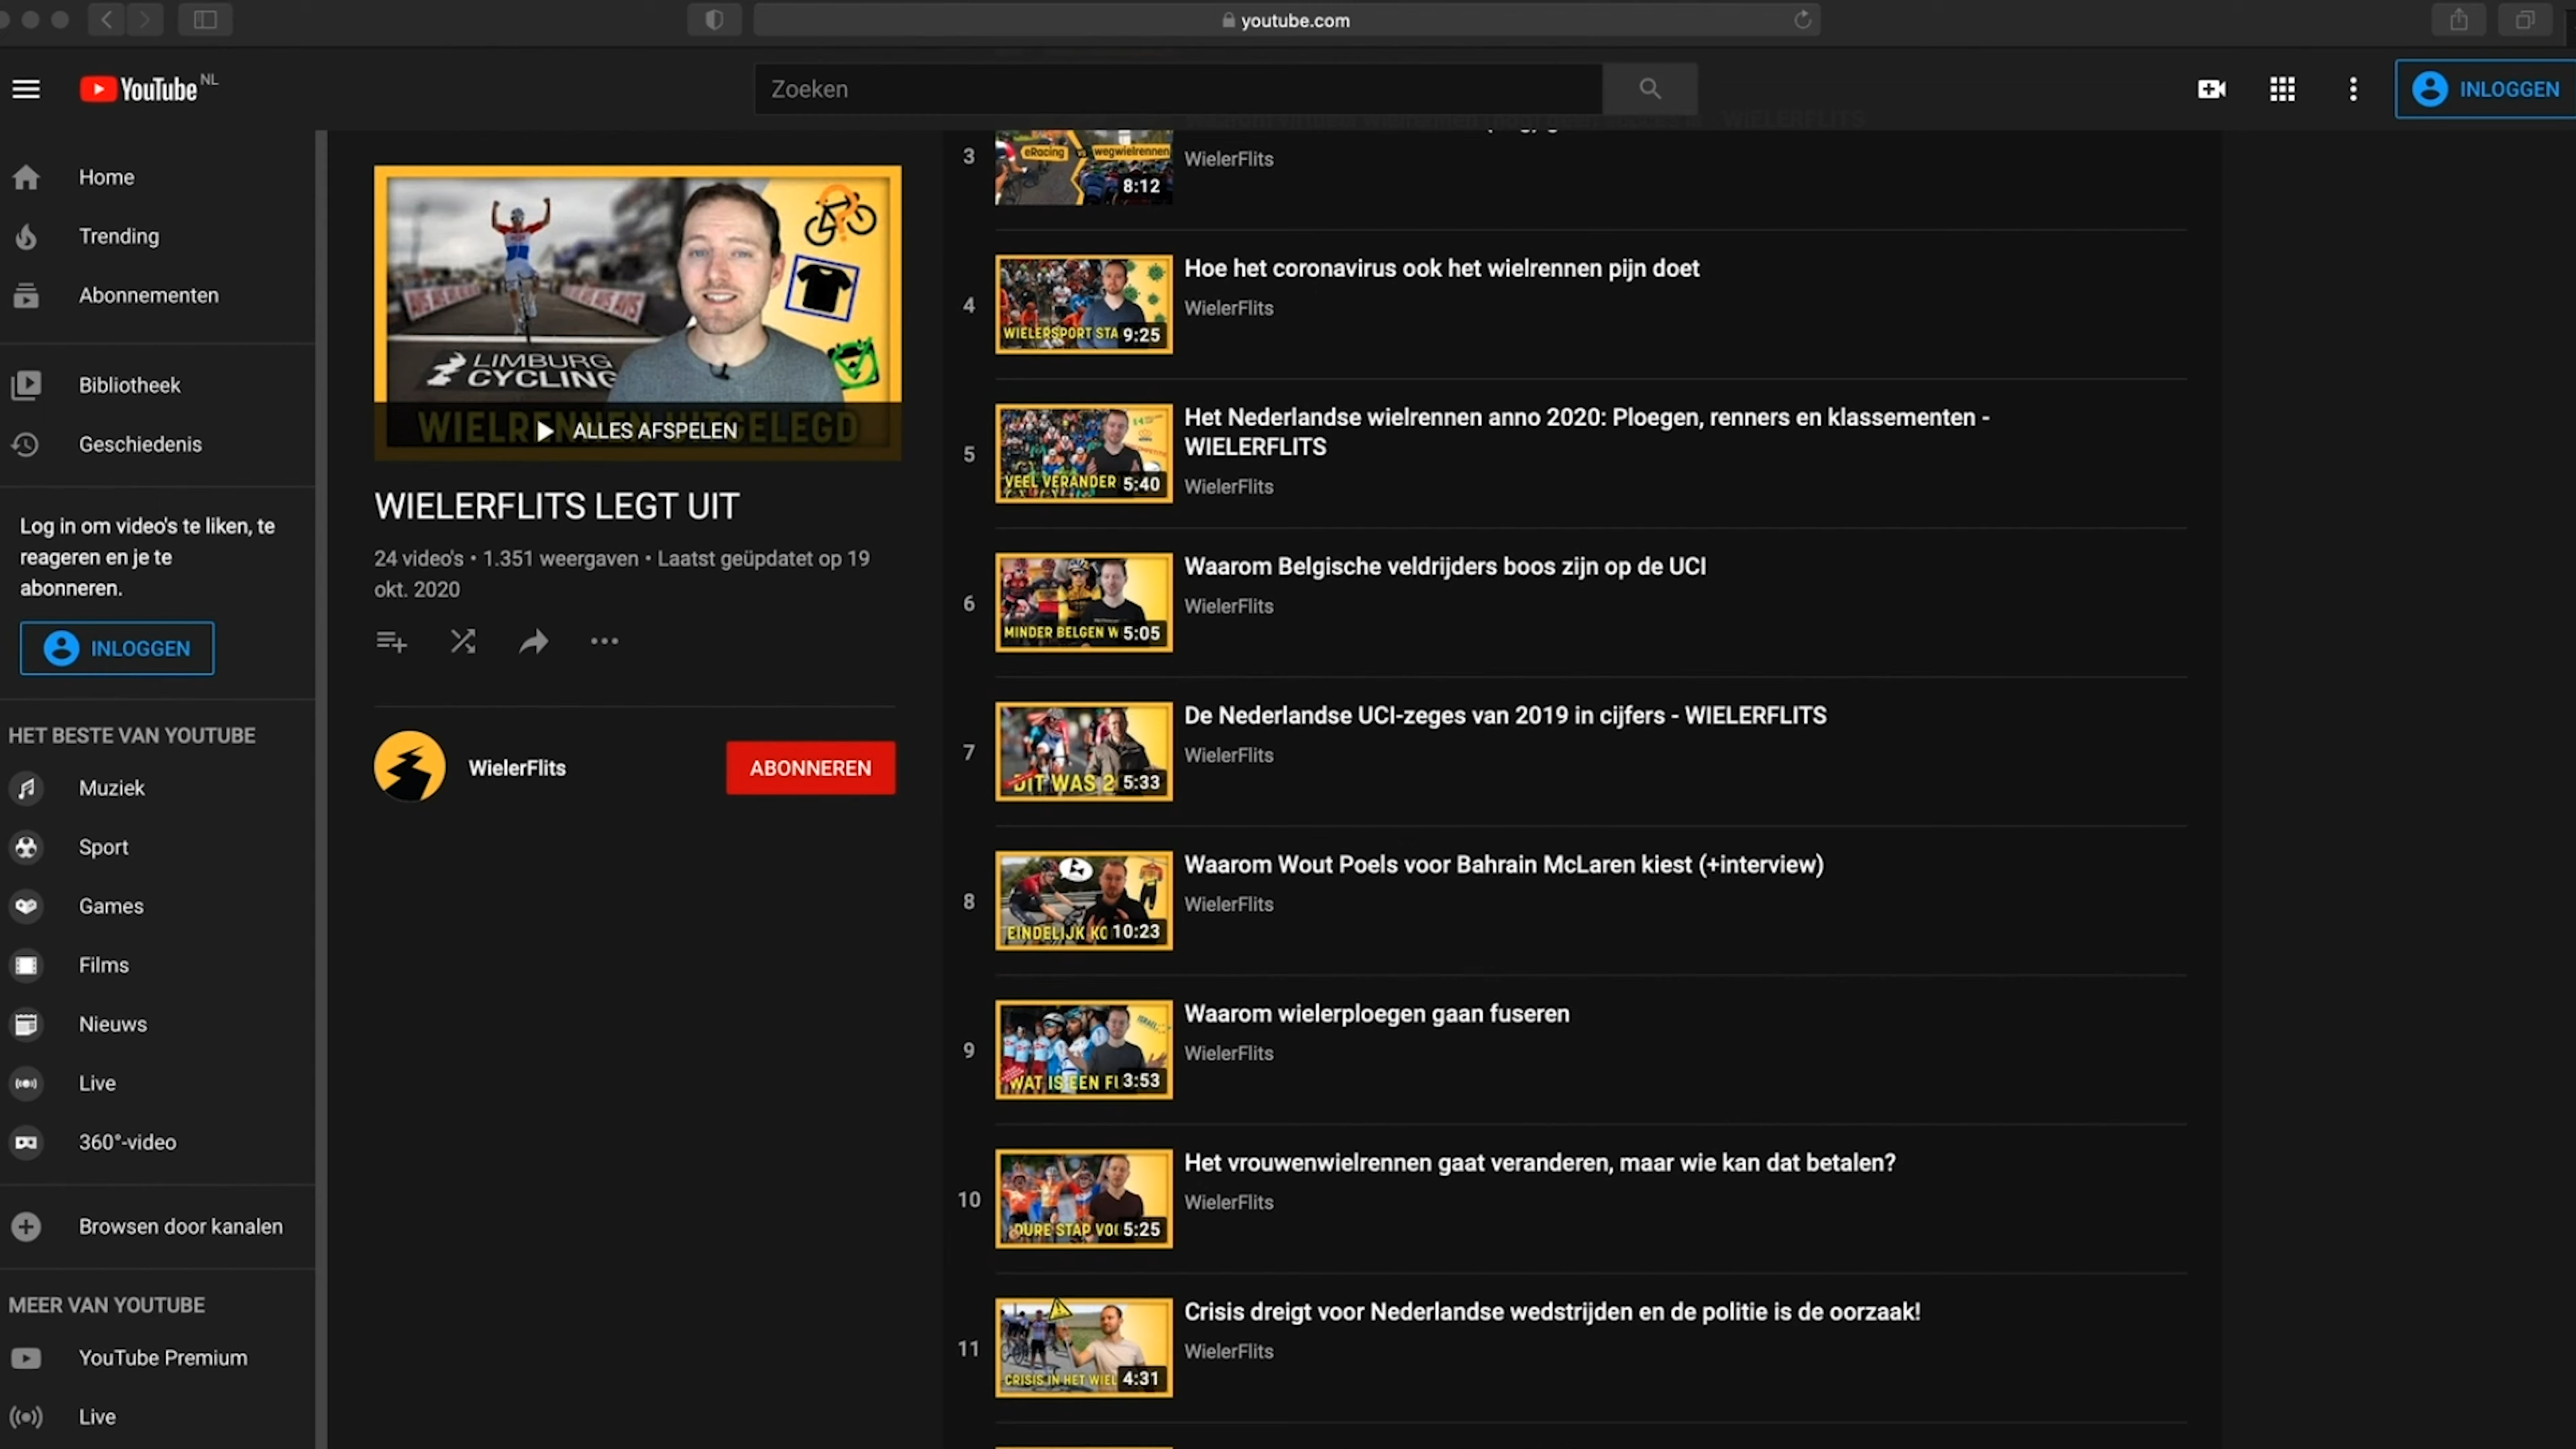 youtube.com
YouTube NL
Zoeken
INLOGGEN
Home
Trending
Abonnementen
Bibliotheek
Geschiedenis
Log in om video's te liken, te
reageren en je te
abonneren.
INLOGGEN
HET BESTE VAN YOUTUBE
Muziek
Sport
Games
Films
Nieuws
Live
360°-video
Browsen door kanalen
MEER VAN YOUTUBE
YouTube Premium
Live
LIMBURG
CYCLING
WIELRENNEN UITGELEGD
ALLES AFSPELEN
WIELERFLITS LEGT UIT
24 video's • 1.351 weergaven • Laatst geüpdatet op 19
okt. 2020
WielerFlits
ABONNEREN
WIELERFLITS
3
eRacing
wegwielrennen
8:12
WielerFlits
4
WIELERSPORT STA
9:25
Hoe het coronavirus ook het wielrennen pijn doet
WielerFlits
5
VEEL VERANDER
5:40
Het Nederlandse wielrennen anno 2020: Ploegen, renners en klassementen -
WIELERFLITS
WielerFlits
6
MINDER BELGEN W
5:05
Waarom Belgische veldrijders boos zijn op de UCI
WielerFlits
7
DIT WAS 2
5:33
De Nederlandse UCI-zeges van 2019 in cijfers - WIELERFLITS
WielerFlits
8
EINDELIJK KO
10:23
Waarom Wout Poels voor Bahrain McLaren kiest (+interview)
WielerFlits
9
ISRAEL
WAT IS EEN FU
3:53
Waarom wielerploegen gaan fuseren
WielerFlits
10
DURE STAP VOO
5:25
Het vrouwenwielrennen gaat veranderen, maar wie kan dat betalen?
WielerFlits
11
CRISIS IN HET WIEL
4:31
Crisis dreigt voor Nederlandse wedstrijden en de politie is de oorzaak!
WielerFlits